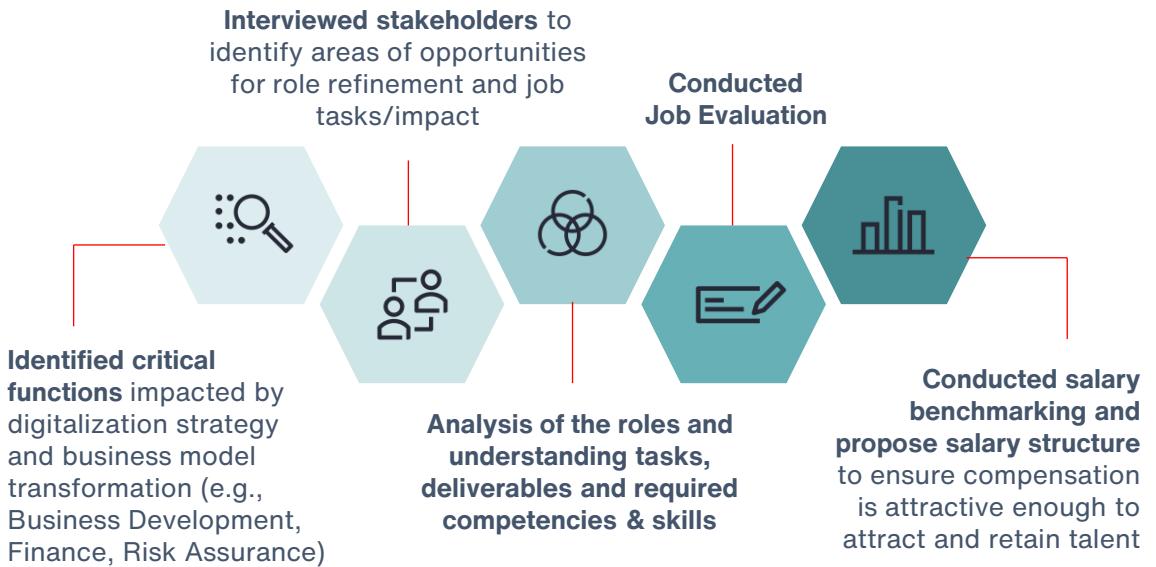 Interviewed stakeholders to
identify areas of opportunities
for role refinement and job
tasks/impact
Conducted
Job Evaluation
Identified critical
functions impacted by
digitalization strategy
and business model
transformation (e.g.,
Business Development,
Finance, Risk Assurance)
Analysis of the roles and
understanding tasks,
deliverables and required
competencies & skills
Conducted salary
benchmarking and
propose salary structure
to ensure compensation
is attractive enough to
attract and retain talent